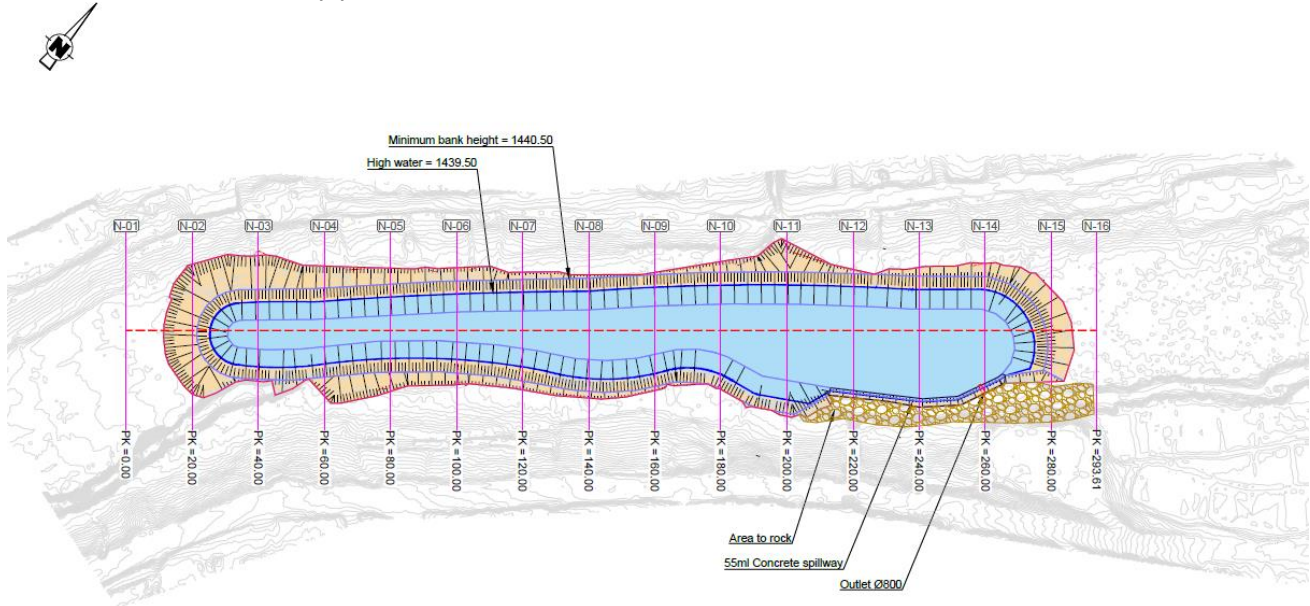 N
Minimum bank height = 1440.50
High water = 1439.50
N-01 N-02 N-03 N-04 N-05 N-06 N-07 N-08 N-09 N-10 N-11 N-12 N-13 N-14 N-15 N-16
PK =0.00
PK =20.00
PK =40.00
PK =60.00
PK =80.00
PK =100.00
PK =120.00
PK =140.00
PK =160.00
PK =180.00
PK =200.00
PK =220.00
PK =240.00
PK =260.00
PK =280.00
PK =293.61
Area to rock
55ml Concrete spillway
Outlet Ø800